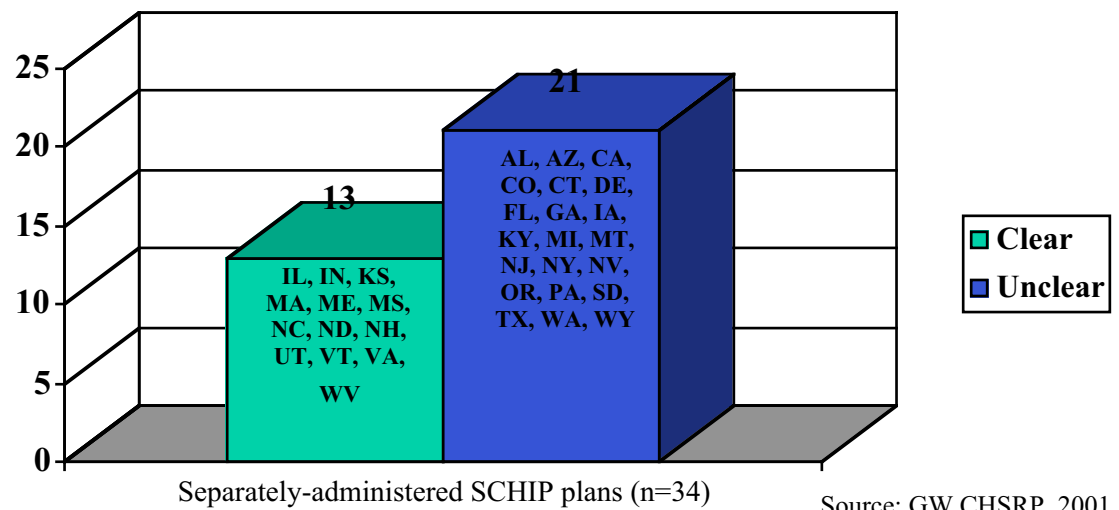 25
20
15
10
5
0
13
IL, IN, KS,
MA, ME, MS,
NC, ND, NH,
UT, VT, VA,
WV
21
AL, AZ, CA,
CO, CT, DE,
FL, GA, IA,
KY, MI, MT,
NJ, NY, NV,
OR, PA, SD,
TX, WA, WY
Clear
Unclear
Separately-administered SCHIP plans (n=34)
Source: GW CHSRP, 2001